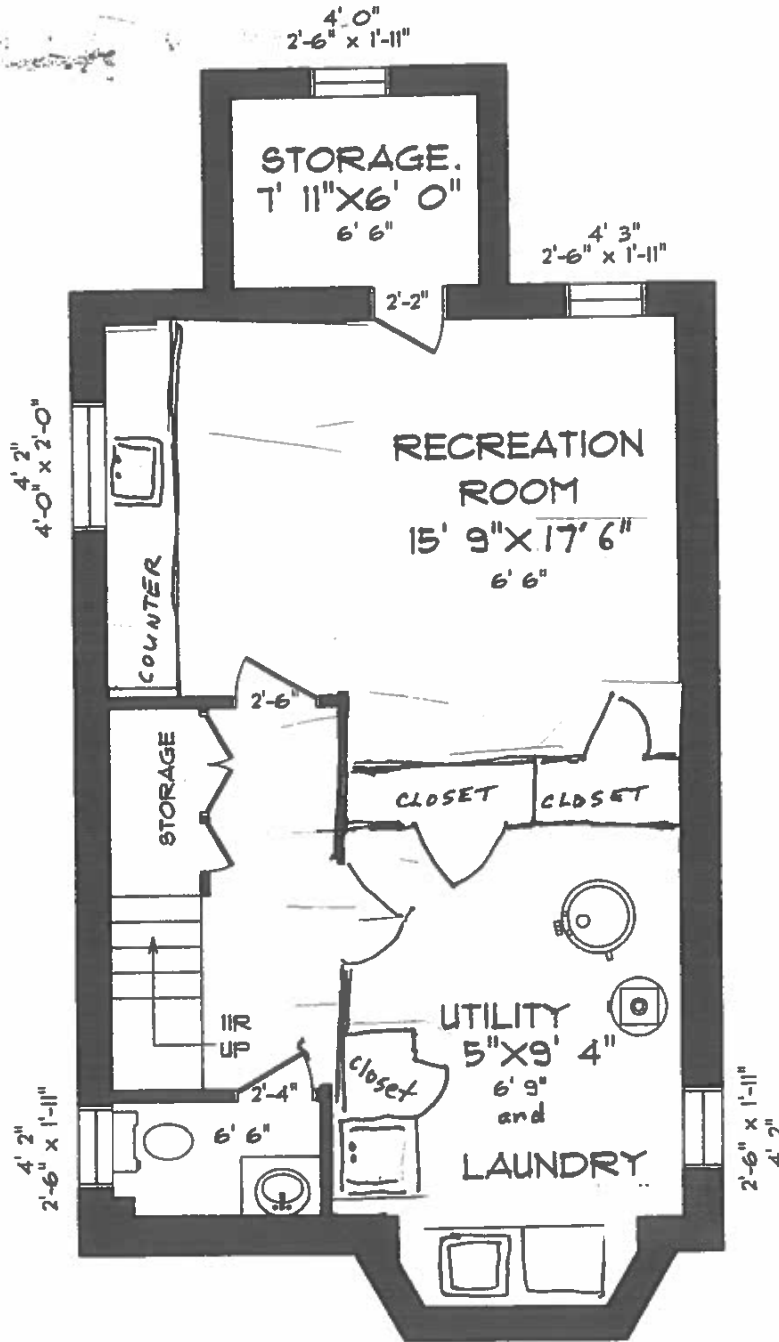 4' 0"
2'-6" x 1'-11"
STORAGE.
7' 11"X6' 0"
6' 6"
4' 3"
2'-6" x 1'-11"
2'-2"
4' 2"
4'-0" x 2'-0"
RECREATION
ROOM
15' 9"X17' 6"
6' 6"
COUNTER
2'-6"
STORAGE
CLOSET
CLOSET
11R
UP
UTILITY
5"X9' 4"
6' 9"
and
LAUNDRY
closet
2'-4"
6' 6"
4' 2"
2'-6" x 1'-11"
2'-6" x 1'-11"
4' 2"